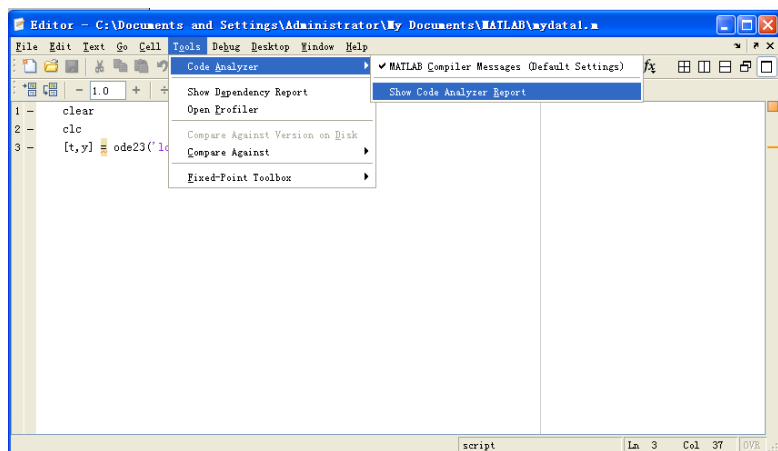 Editor - C:\Documents and Settings\Administrator\My Documents\MATLAB\mydata1.m
File Edit Text Go Cell Tools Debug Desktop Window Help
Code Analyzer
✔ MATLAB Compiler Messages (Default Settings)
fx
Show Code Analyzer Report
- 1.0 + ÷
Show Dependency Report
Open Profiler
Compare Against Version on Disk
Compare Against
Fixed-Point Toolbox
1 - clear
2 - clc
3 - [t,y] = ode23('lo
script Ln 3 Col 37 OVR